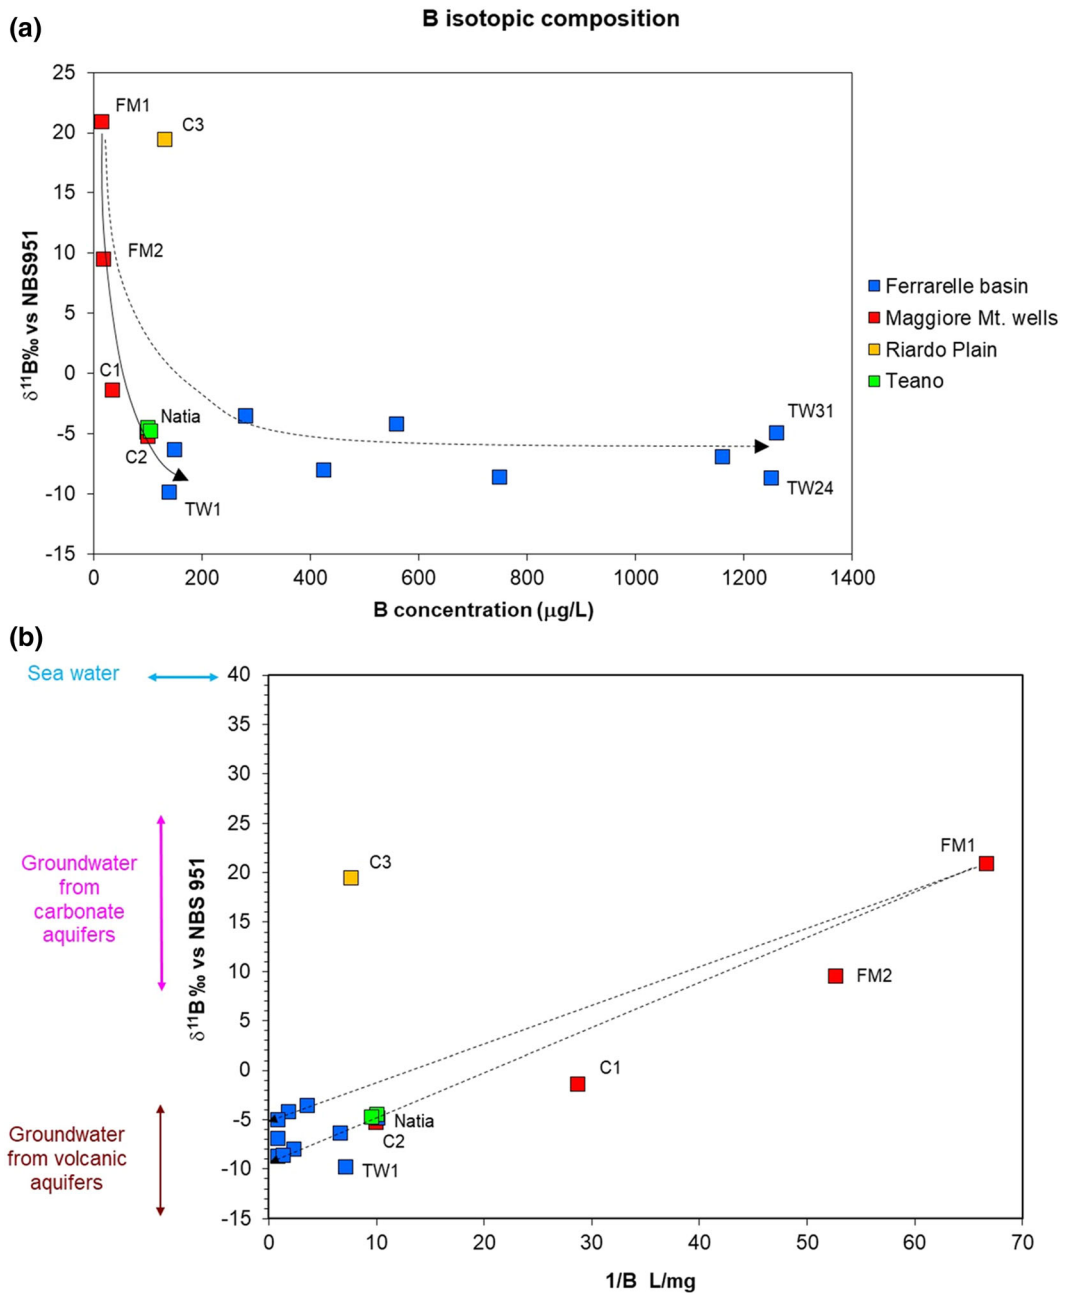 (a)
B isotopic composition
25
20
15
10
5
0
-5
-10
-15
δ¹¹B‰ vs NBS951
FM1
C3
FM2
C1
Natia
C2
TW1
TW31
TW24
0 200 400 600 800 1000 1200 1400
B concentration (μg/L)
Ferrarelle basin
Maggiore Mt. wells
Riardo Plain
Teano
(b)
Sea water
Groundwater
from
carbonate
aquifers
Groundwater
from volcanic
aquifers
40
35
30
25
20
15
10
5
0
-5
-10
-15
δ¹¹B‰ vs NBS 951
FM1
C3
FM2
C1
Natia
C2
TW1
0 10 20 30 40 50 60 70
1/B L/mg